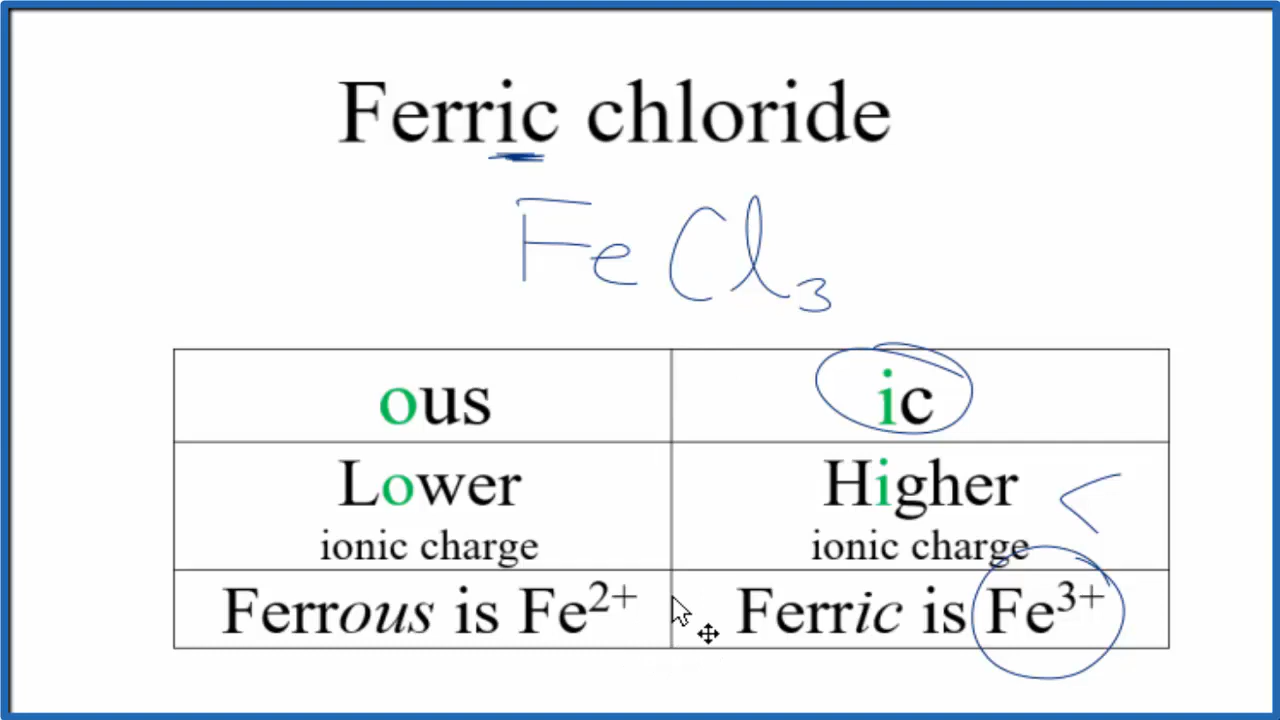 Ferric chloride
FeCl₃
ous ic
Lower Higher
ionic charge ionic charge
Ferrous is Fe²⁺ Ferric is Fe³⁺